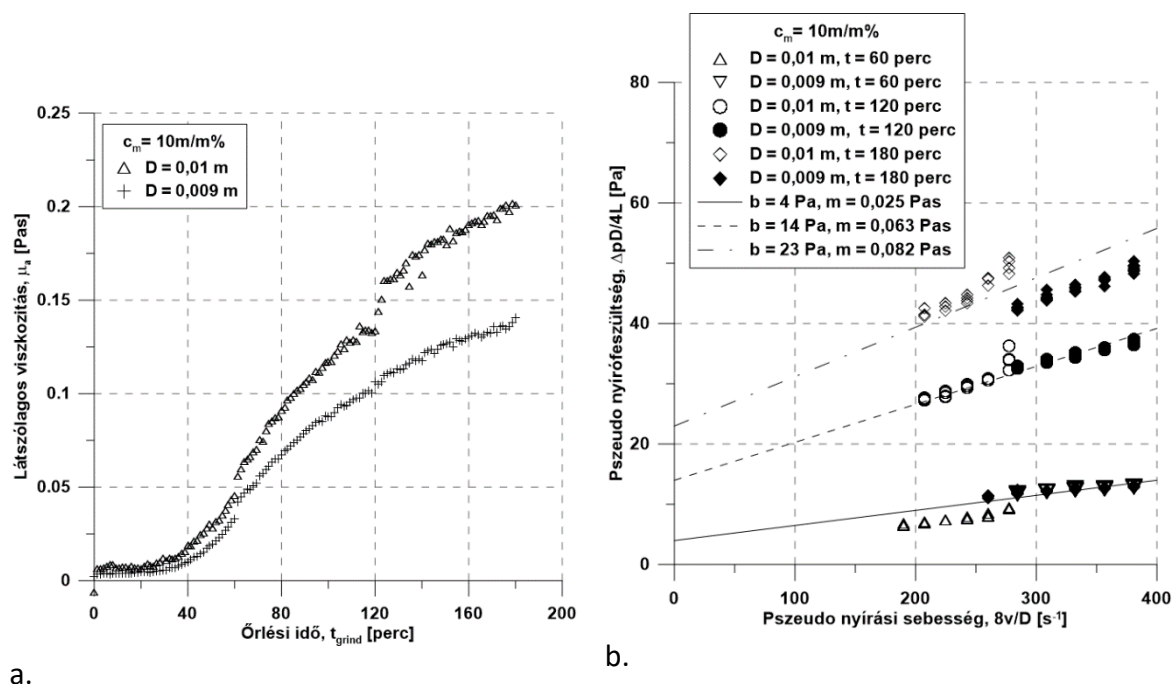 0.25
0.2
0.15
0.1
0.05
0
Látszólagos viszkozitás, μa [Pas]
cm= 10m/m%
D = 0,01 m
D = 0,009 m
0 40 80 120 160 200
Őrlési idő, tgrind [perc]
a.
cm= 10m/m%
D = 0,01 m, t = 60 perc
D = 0,009 m, t = 60 perc
D = 0,01 m, t = 120 perc
D = 0,009 m, t = 120 perc
D = 0,01 m, t = 180 perc
D = 0,009 m, t = 180 perc
b = 4 Pa, m = 0,025 Pas
b = 14 Pa, m = 0,063 Pas
b = 23 Pa, m = 0,082 Pas
80
60
40
20
0
Pszeudo nyírófeszültség, ΔpD/4L [Pa]
0 100 200 300 400
Pszeudo nyírási sebesség, 8v/D [s-1]
b.